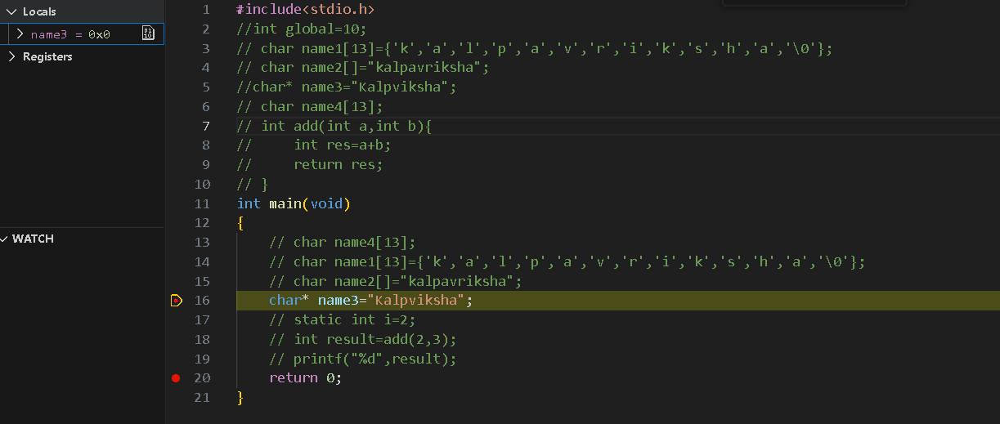 Locals
name3 = 0x0
Registers
WATCH
1 #include<stdio.h>
2 //int global=10;
3 // char name1[13]={'k','a','l','p','a','v','r','i','k','s','h','a','\0'};
4 // char name2[]="kalpavriksha";
5 //char* name3="Kalpviksha";
6 // char name4[13];
7 // int add(int a,int b){
8 //     int res=a+b;
9 //     return res;
10 // }
11 int main(void)
12 {
13     // char name4[13];
14     // char name1[13]={'k','a','l','p','a','v','r','i','k','s','h','a','\0'};
15     // char name2[]="kalpavriksha";
16     char* name3="Kalpviksha";
17     // static int i=2;
18     // int result=add(2,3);
19     // printf("%d",result);
20     return 0;
21 }